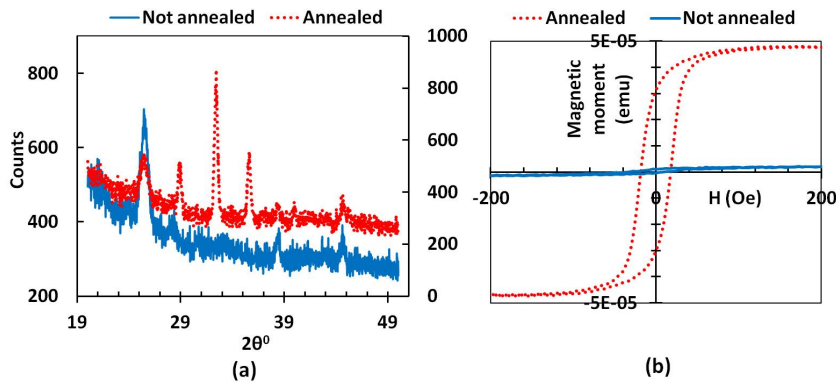 Not annealed Annealed
800
600
400
200
Counts
19 29 39 49
2θ⁰
(a)
1000
800
600
400
200
0
Annealed Not annealed
5E-05
Magnetic
moment
(emu)
-200 0 200
H (Oe)
-5E-05
(b)